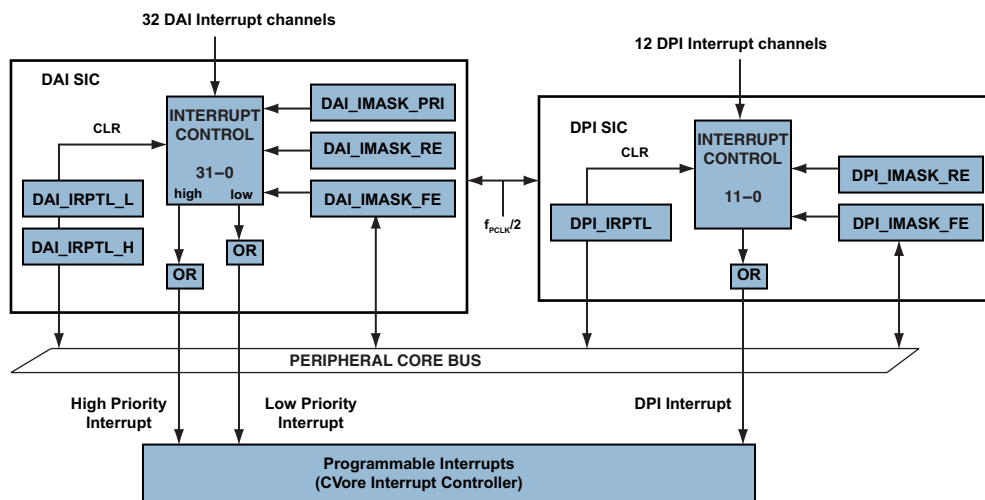 32 DAI Interrupt channels
DAI SIC
INTERRUPT
CONTROL
31–0
high
low
CLR
DAI_IMASK_PRI
DAI_IMASK_RE
DAI_IMASK_FE
DAI_IRPTL_L
DAI_IRPTL_H
OR
OR
fPCLK/2
12 DPI Interrupt channels
DPI SIC
INTERRUPT
CONTROL
11–0
CLR
DPI_IMASK_RE
DPI_IMASK_FE
DPI_IRPTL
OR
PERIPHERAL CORE BUS
High Priority
Interrupt
Low Priority
Interrupt
DPI Interrupt
Programmable Interrupts
(CVore Interrupt Controller)